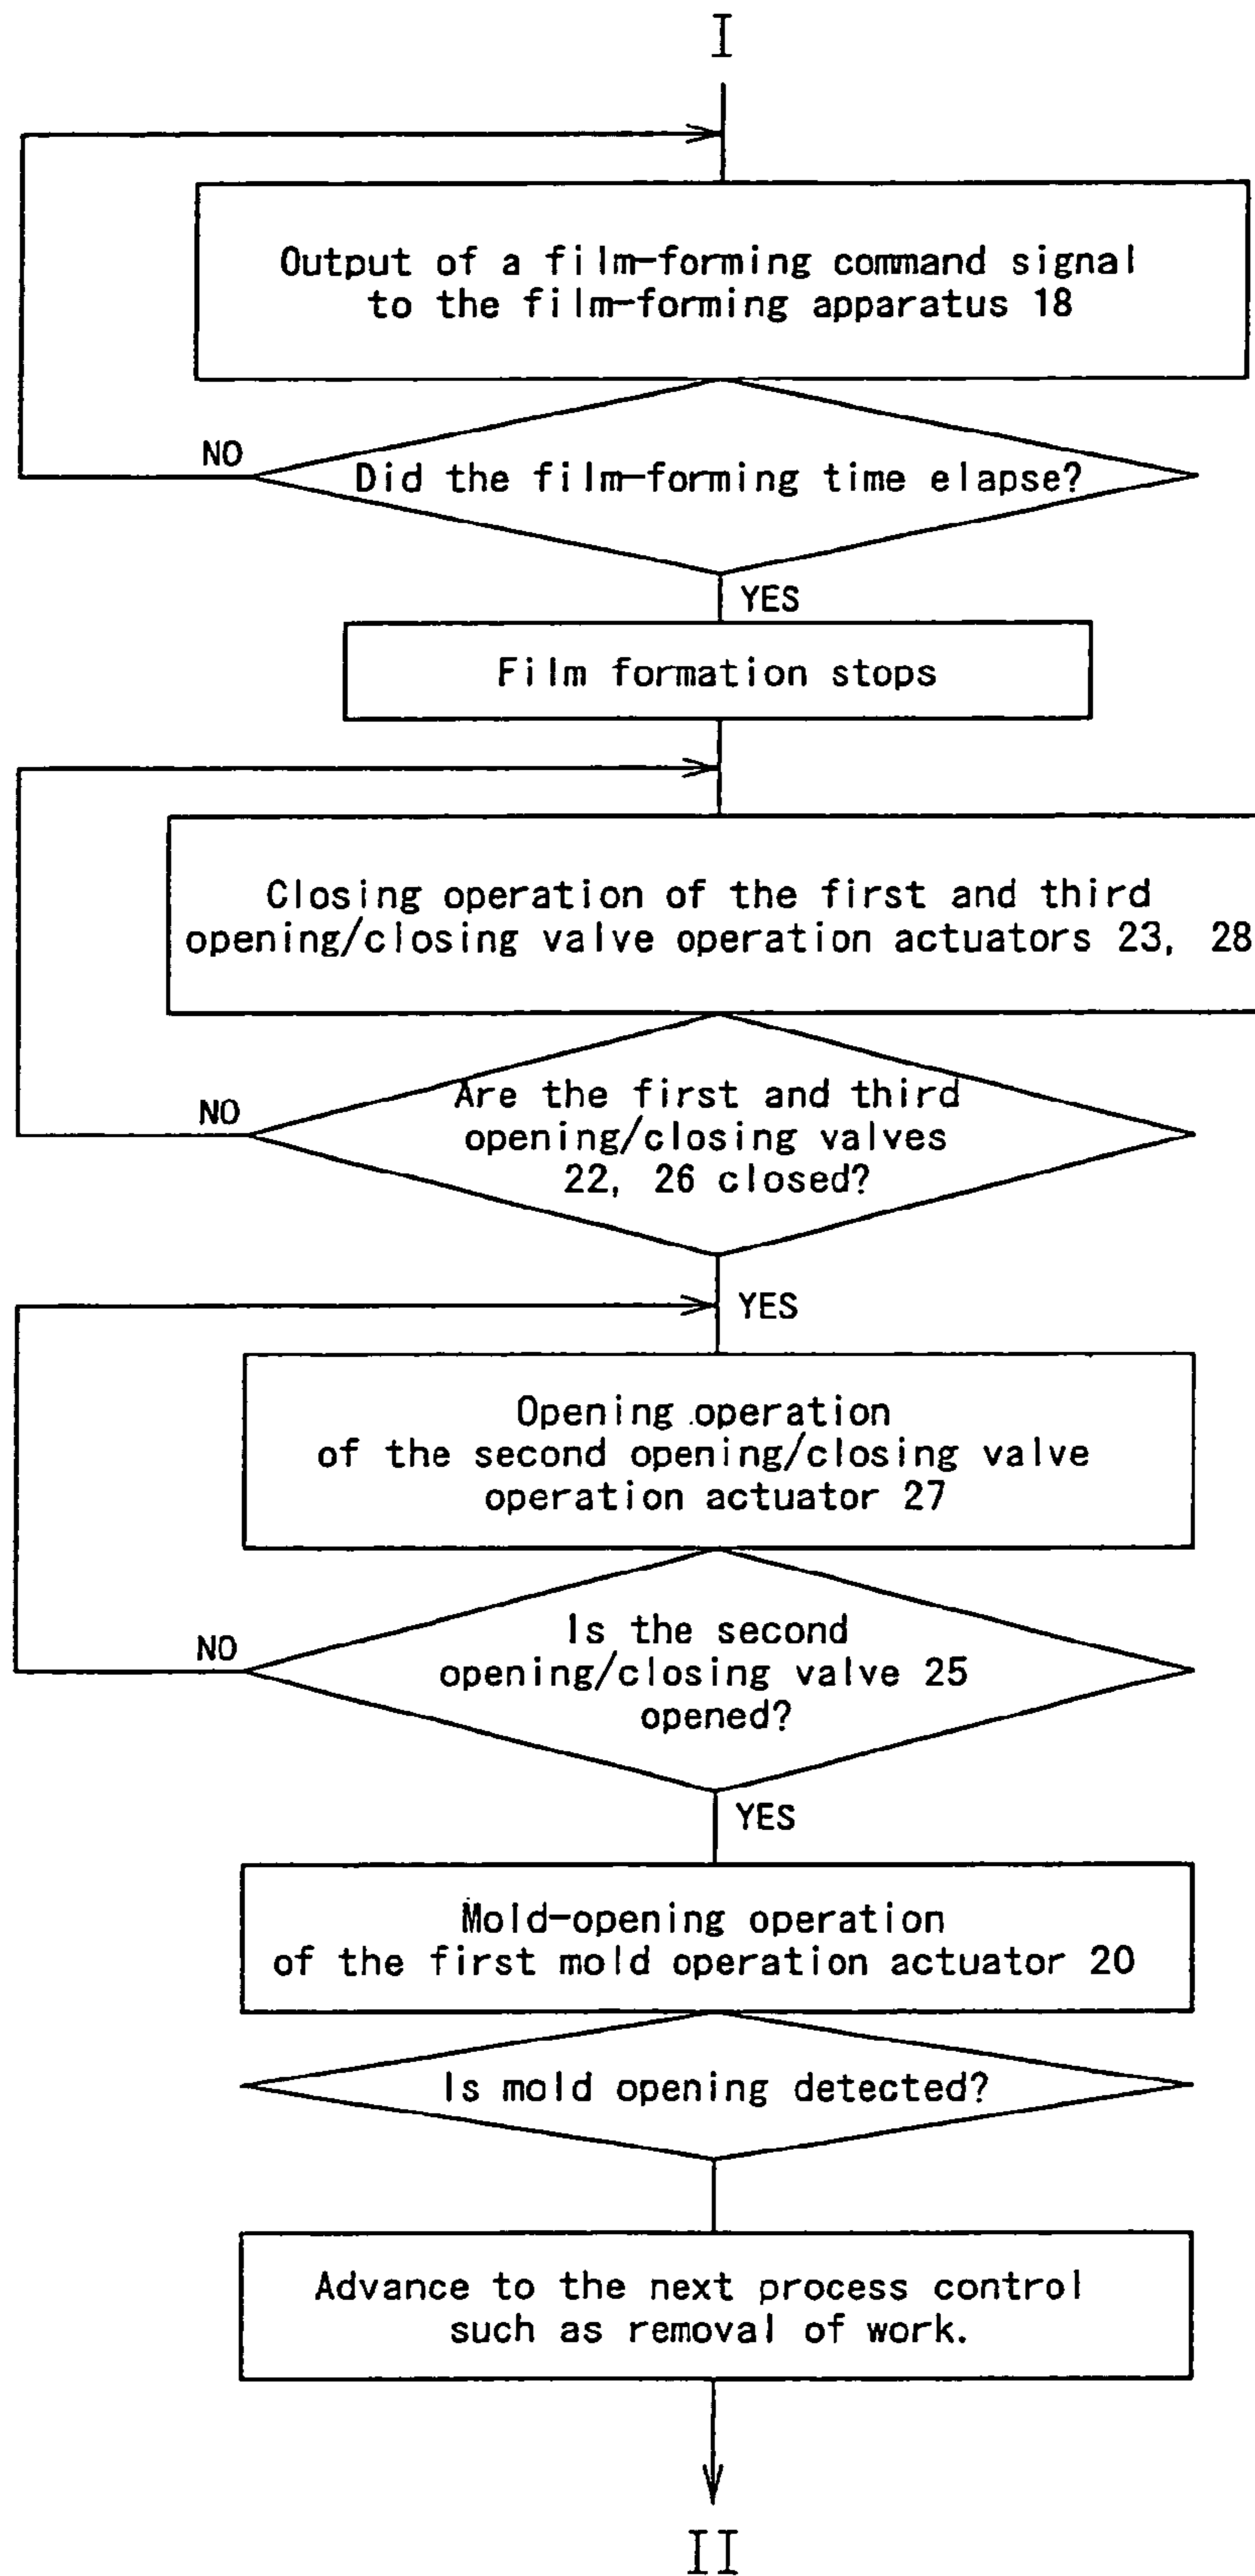 I
Output of a film-forming command signal
to the film-forming apparatus 18
NO
Did the film-forming time elapse?
YES
Film formation stops
Closing operation of the first and third
opening/closing valve operation actuators 23, 28
NO
Are the first and third
opening/closing valves
22, 26 closed?
YES
Opening operation
of the second opening/closing valve
operation actuator 27
NO
Is the second
opening/closing valve 25
opened?
YES
Mold-opening operation
of the first mold operation actuator 20
Is mold opening detected?
Advance to the next process control
such as removal of work.
II